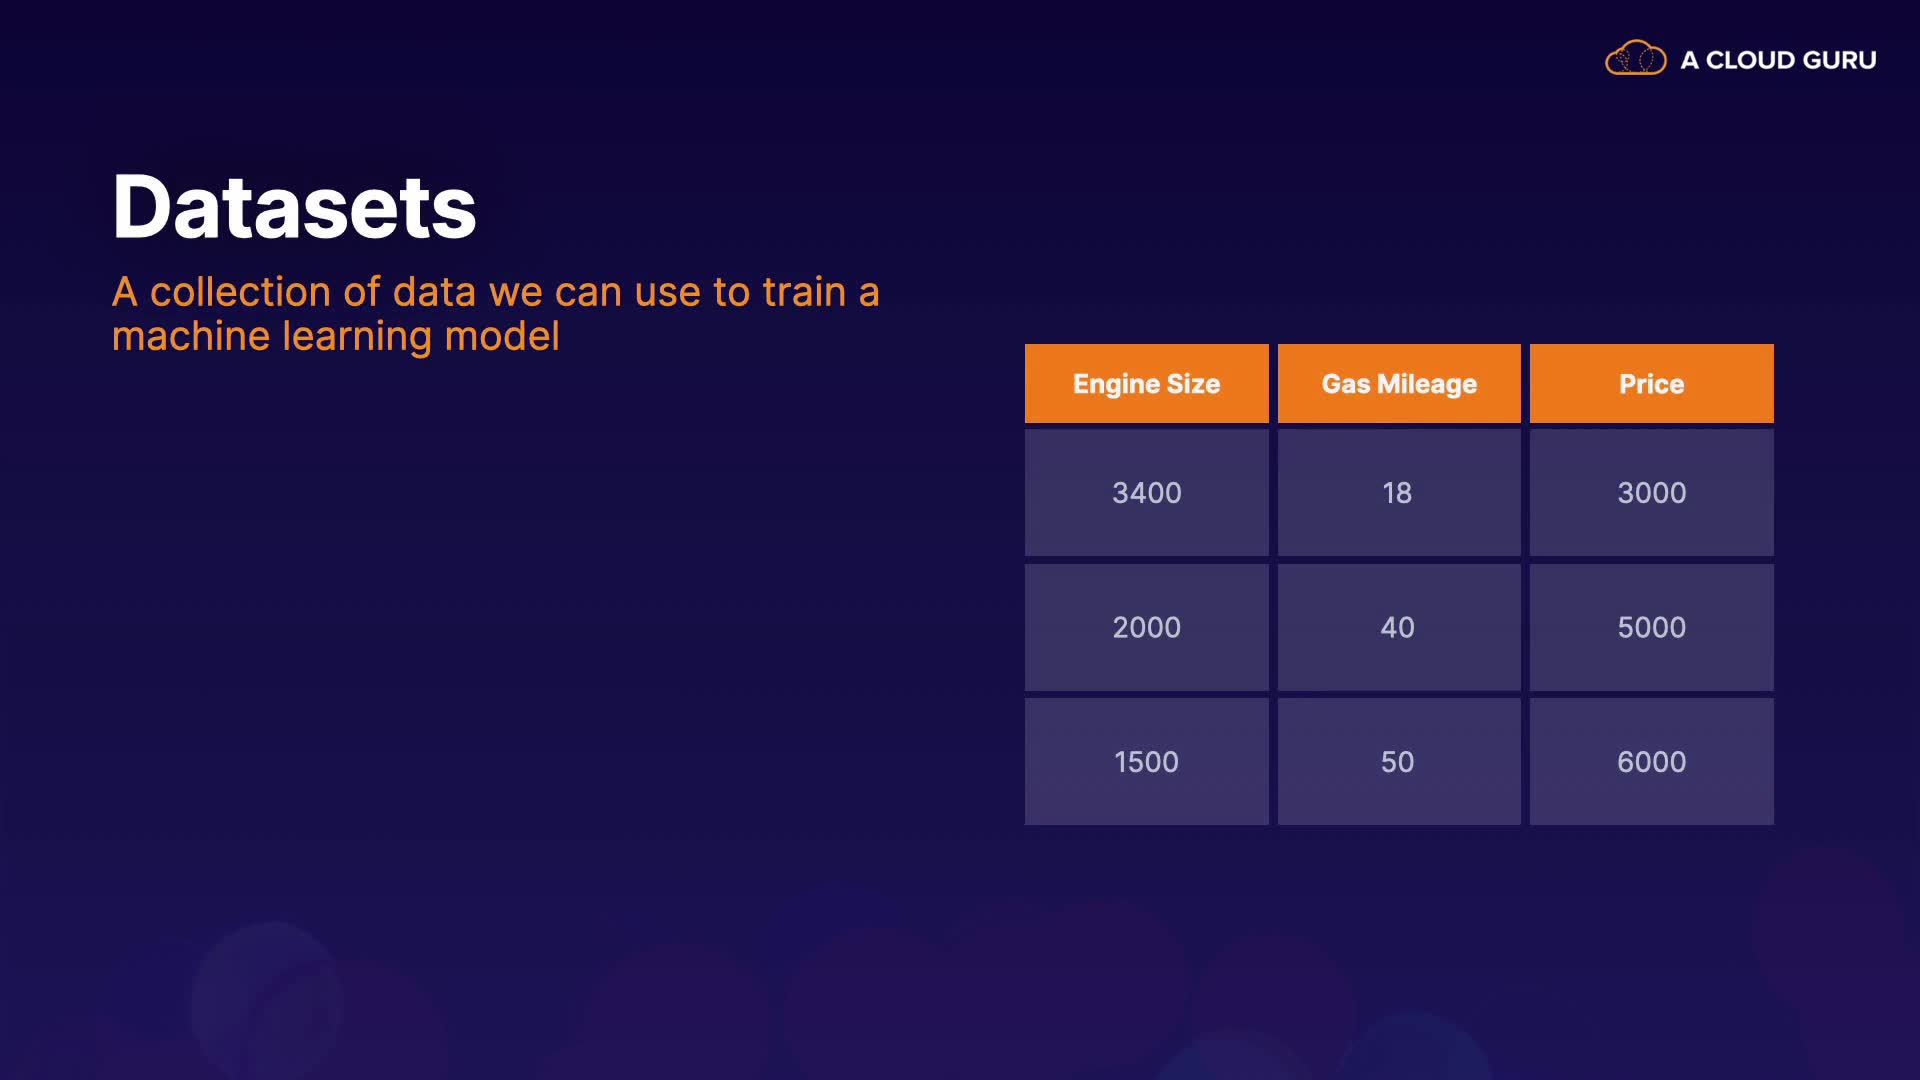 A CLOUD GURU
Datasets
A collection of data we can use to train a
machine learning model
Engine Size Gas Mileage Price
3400 18 3000
2000 40 5000
1500 50 6000